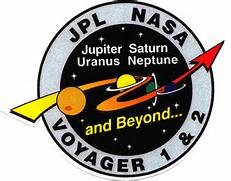 JPL NASA
Jupiter Saturn
Uranus Neptune
and Beyond...
VOYAGER 1 & 2